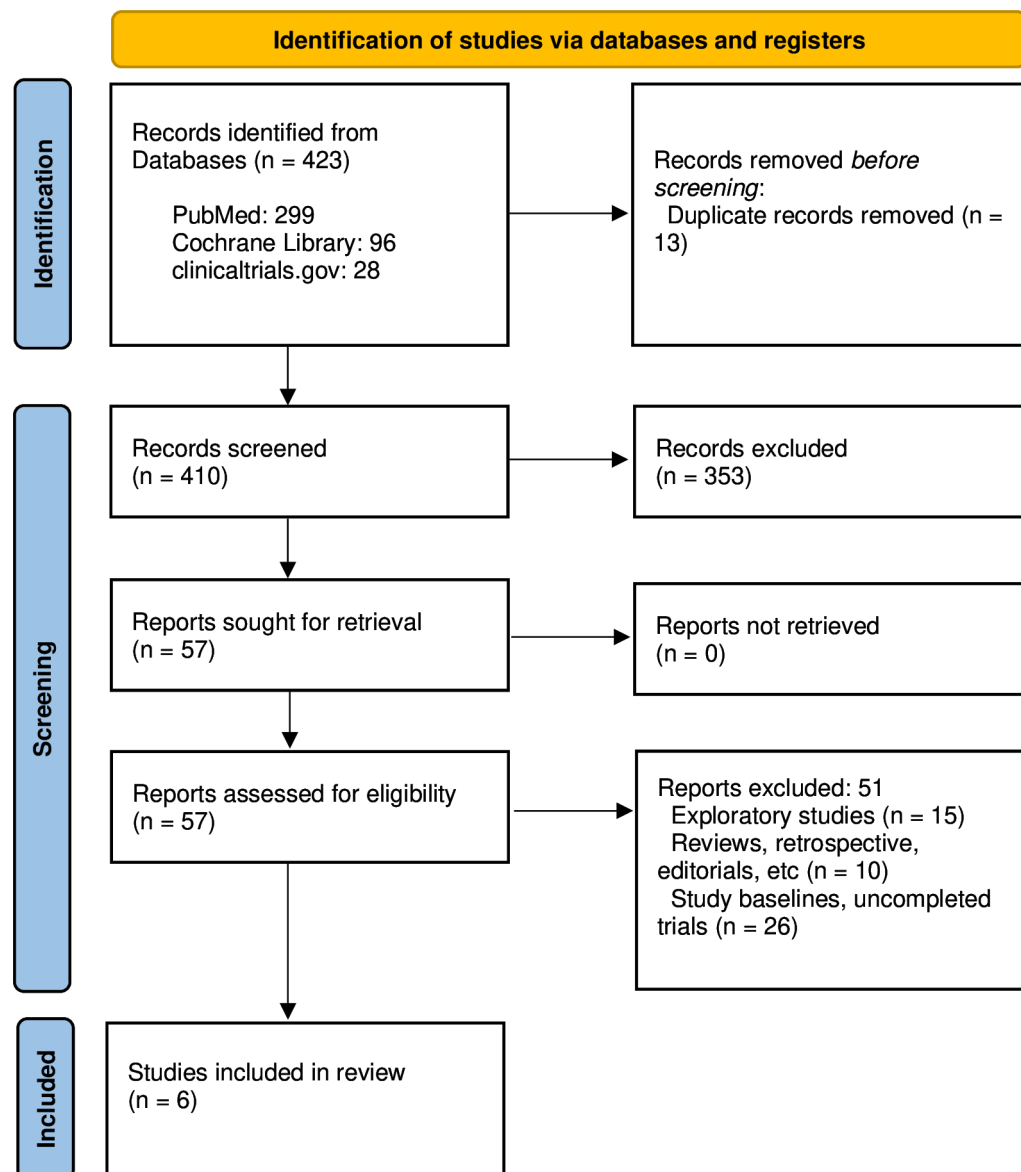 Identification of studies via databases and registers
Identification
Records identified from
Databases (n = 423)
PubMed: 299
Cochrane Library: 96
clinicaltrials.gov: 28
Records removed before
screening:
Duplicate records removed (n =
13)
Screening
Records screened
(n = 410)
Records excluded
(n = 353)
Reports sought for retrieval
(n = 57)
Reports not retrieved
(n = 0)
Reports assessed for eligibility
(n = 57)
Reports excluded: 51
Exploratory studies (n = 15)
Reviews, retrospective,
editorials, etc (n = 10)
Study baselines, uncompleted
trials (n = 26)
Included
Studies included in review
(n = 6)